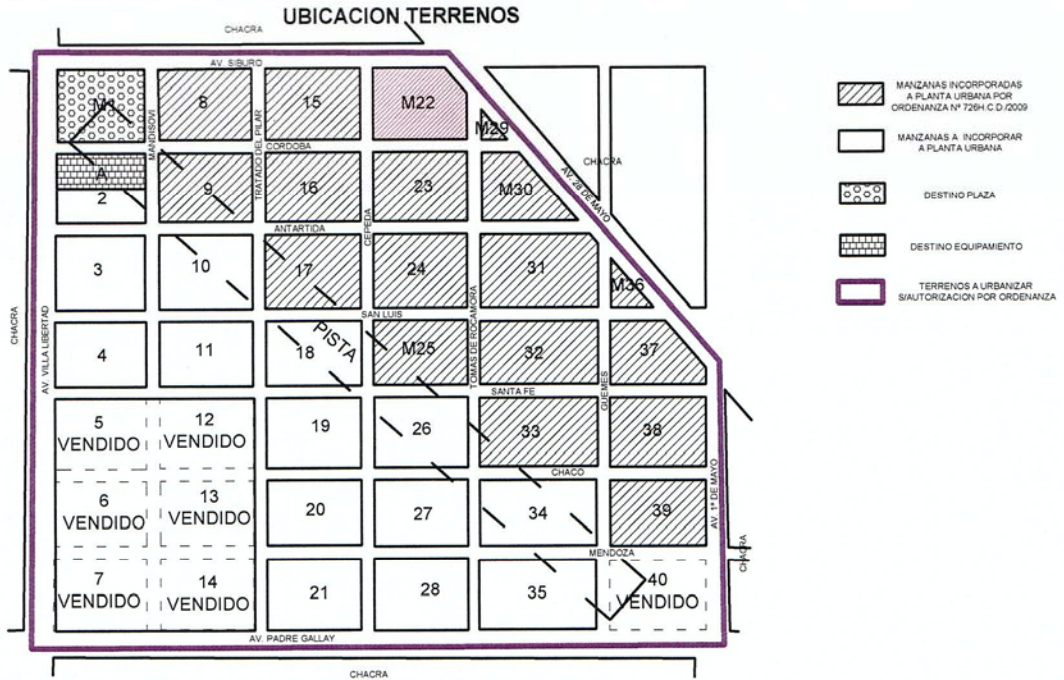 UBICACION TERRENOS
CHACRA
AV. SIBURO
M1
8
15
M22
M29
MANDISOVI
TRATADO DEL PILAR
CORDOBA
CHACRA
A
2
9
16
23
M30
AV. 28 DE MAYO
ANTARTIDA
CEPEDA
3
10
17
24
31
M36
SAN LUIS
TOMAS DE ROCAMORA
CHACRA
AV. VILLA LIBERTAD
4
11
18
PISTA
M25
32
37
SANTA FE
GUEMES
5
VENDIDO
12
VENDIDO
19
26
33
38
CHACO
AV. 1º DE MAYO
6
VENDIDO
13
VENDIDO
20
27
34
39
MENDOZA
CHACRA
7
VENDIDO
14
VENDIDO
21
28
35
40
VENDIDO
AV. PADRE GALLAY
CHACRA
MANZANAS INCORPORADAS
A PLANTA URBANA POR
ORDENANZA Nº 726H.C.D./2009
MANZANAS A INCORPORAR
A PLANTA URBANA
DESTINO PLAZA
DESTINO EQUIPAMIENTO
TERRENOS A URBANIZAR
S/AUTORIZACION POR ORDENANZA